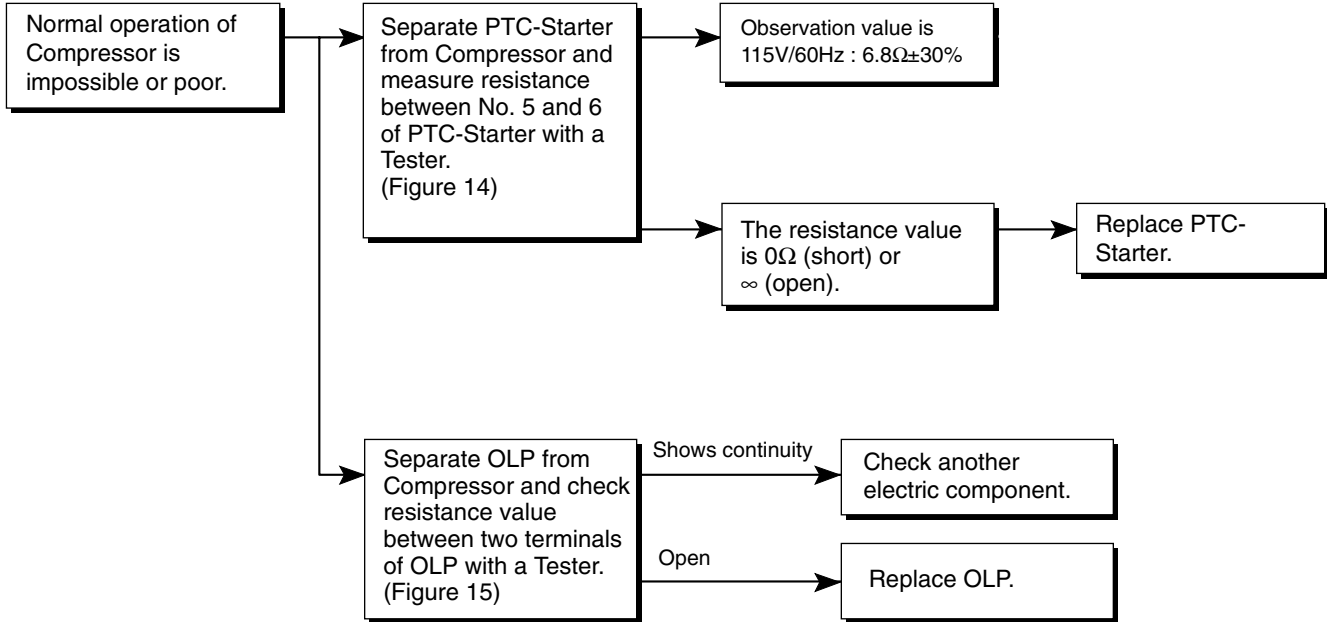 Normal operation of
Compressor is
impossible or poor.
Separate PTC-Starter
from Compressor and
measure resistance
between No. 5 and 6
of PTC-Starter with a
Tester.
(Figure 14)
Observation value is
115V/60Hz : 6.8Ω±30%
The resistance value
is 0Ω (short) or
∞ (open).
Replace PTC-
Starter.
Separate OLP from
Compressor and check
resistance value
between two terminals
of OLP with a Tester.
(Figure 15)
Shows continuity
Check another
electric component.
Open
Replace OLP.